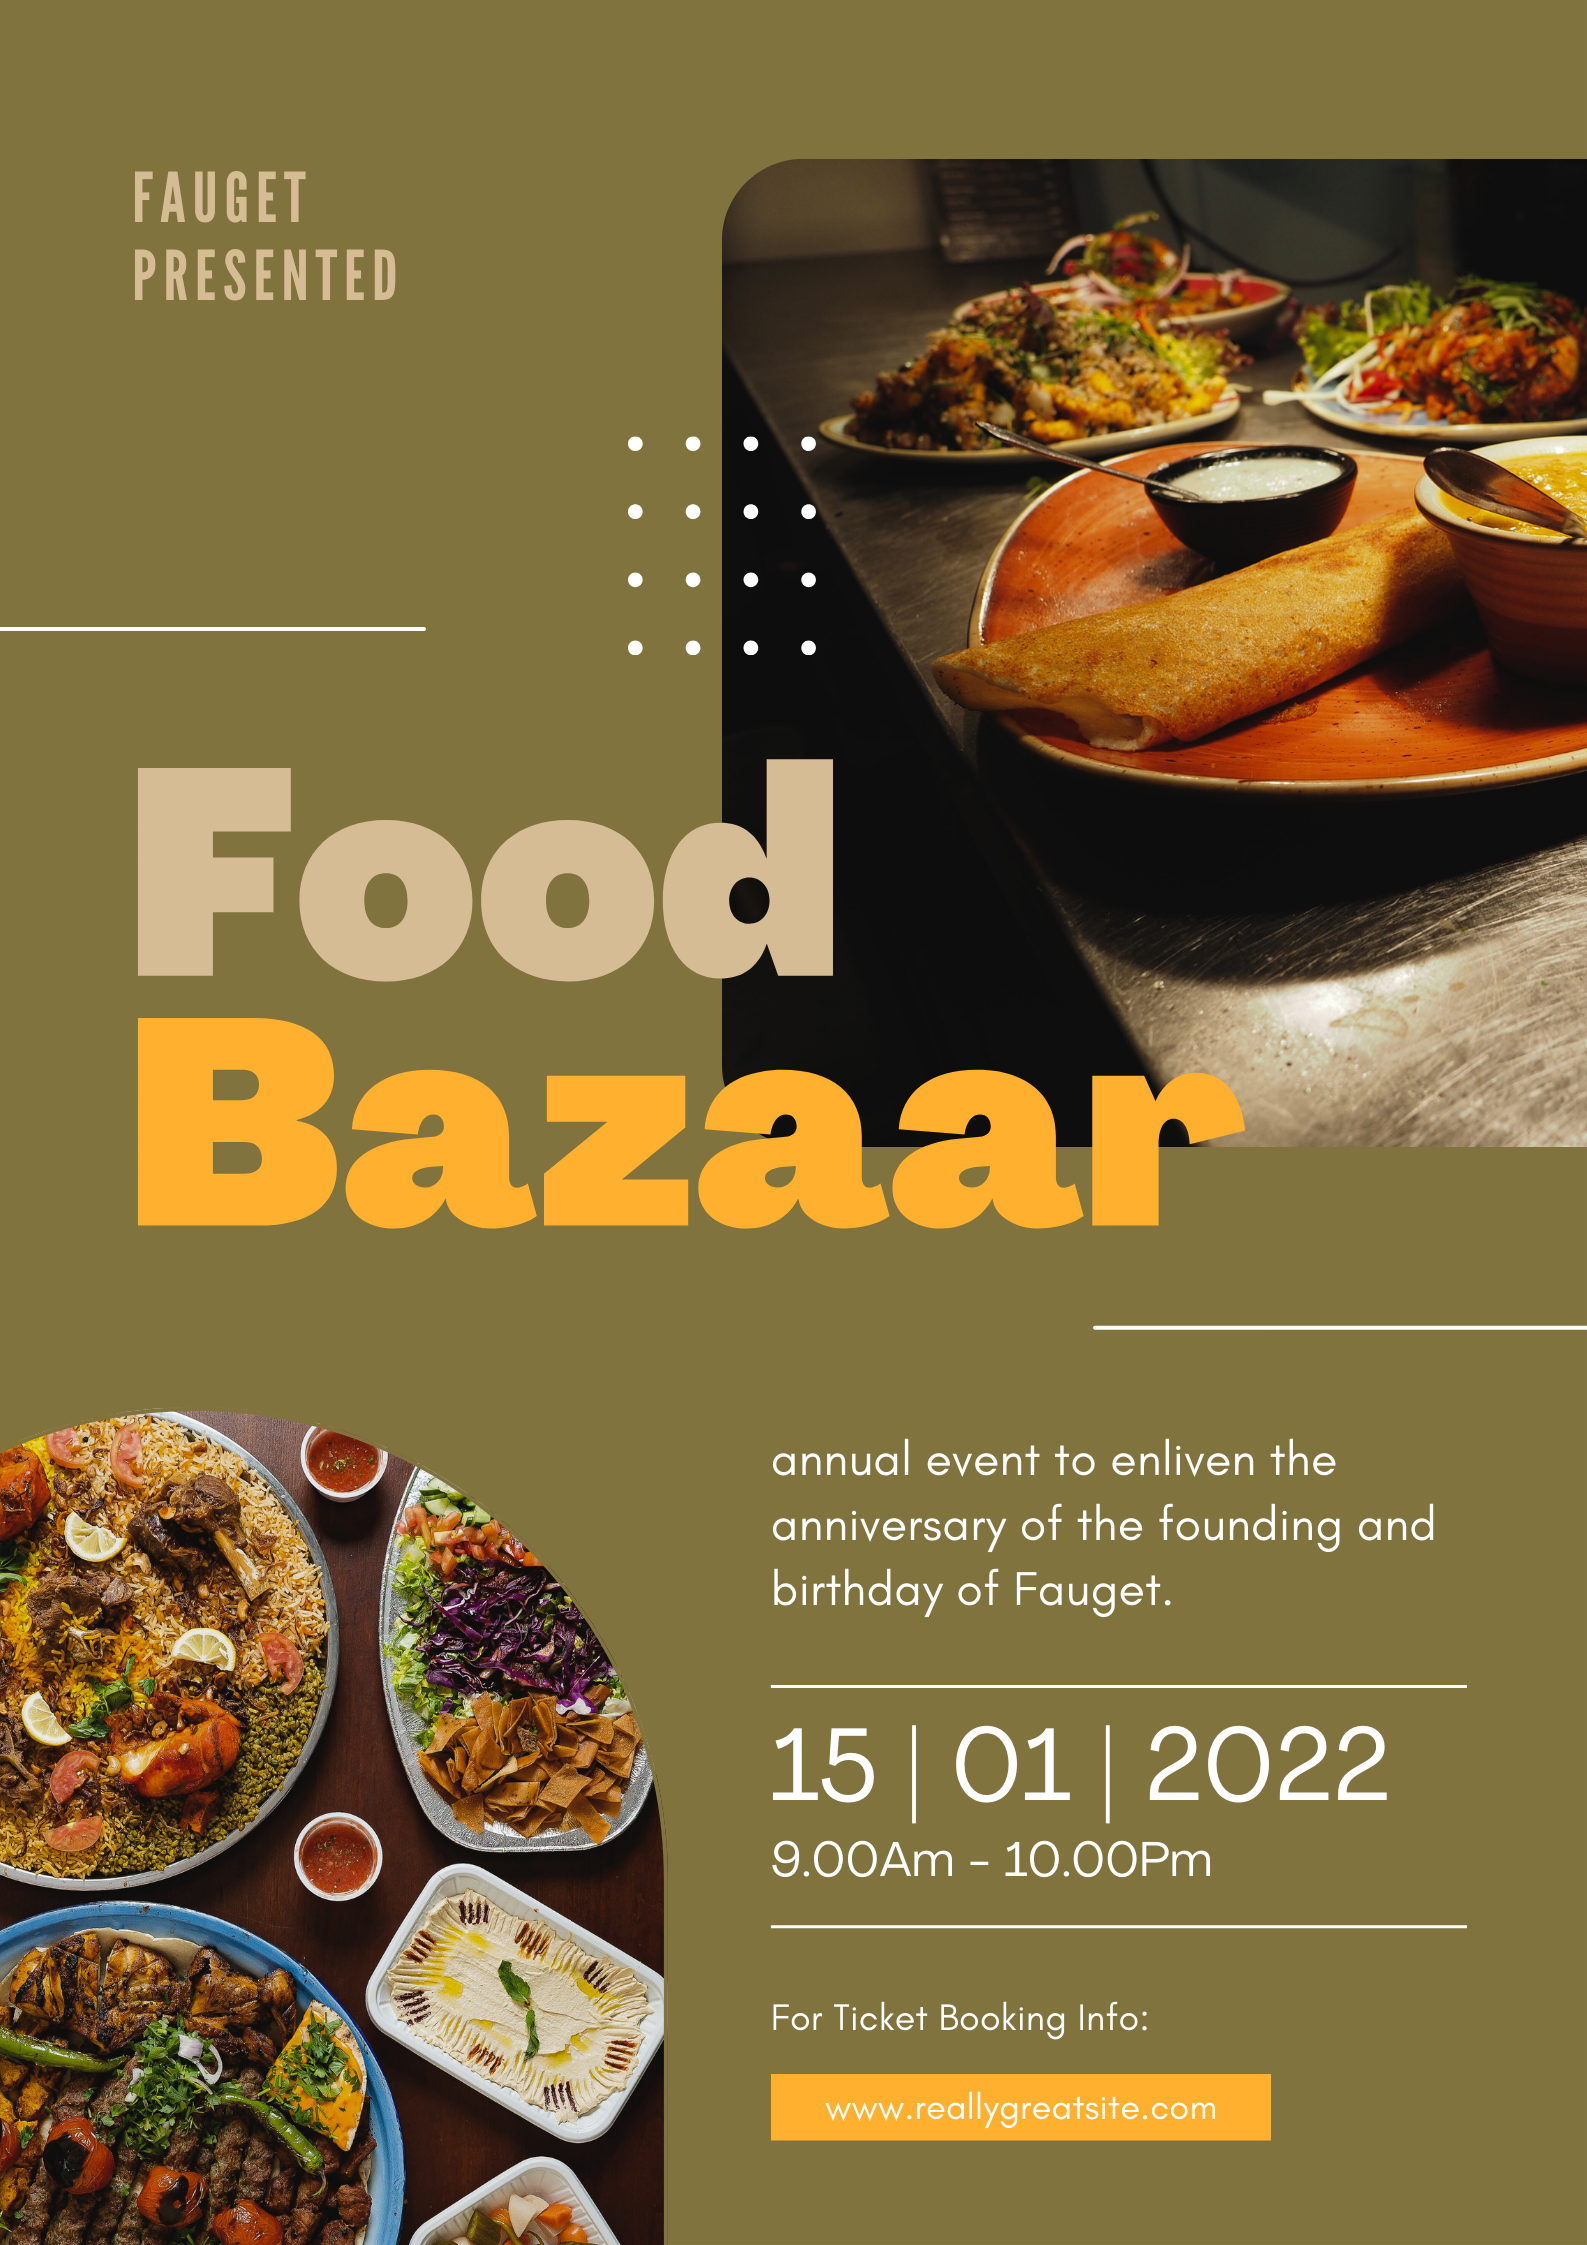 FAUGET
PRESENTED
Food
Bazaar
annual event to enliven the
anniversary of the founding and
birthday of Fauget.
15 | 01 | 2022
9.00Am - 10.00Pm
For Ticket Booking Info:
www.reallygreatsite.com